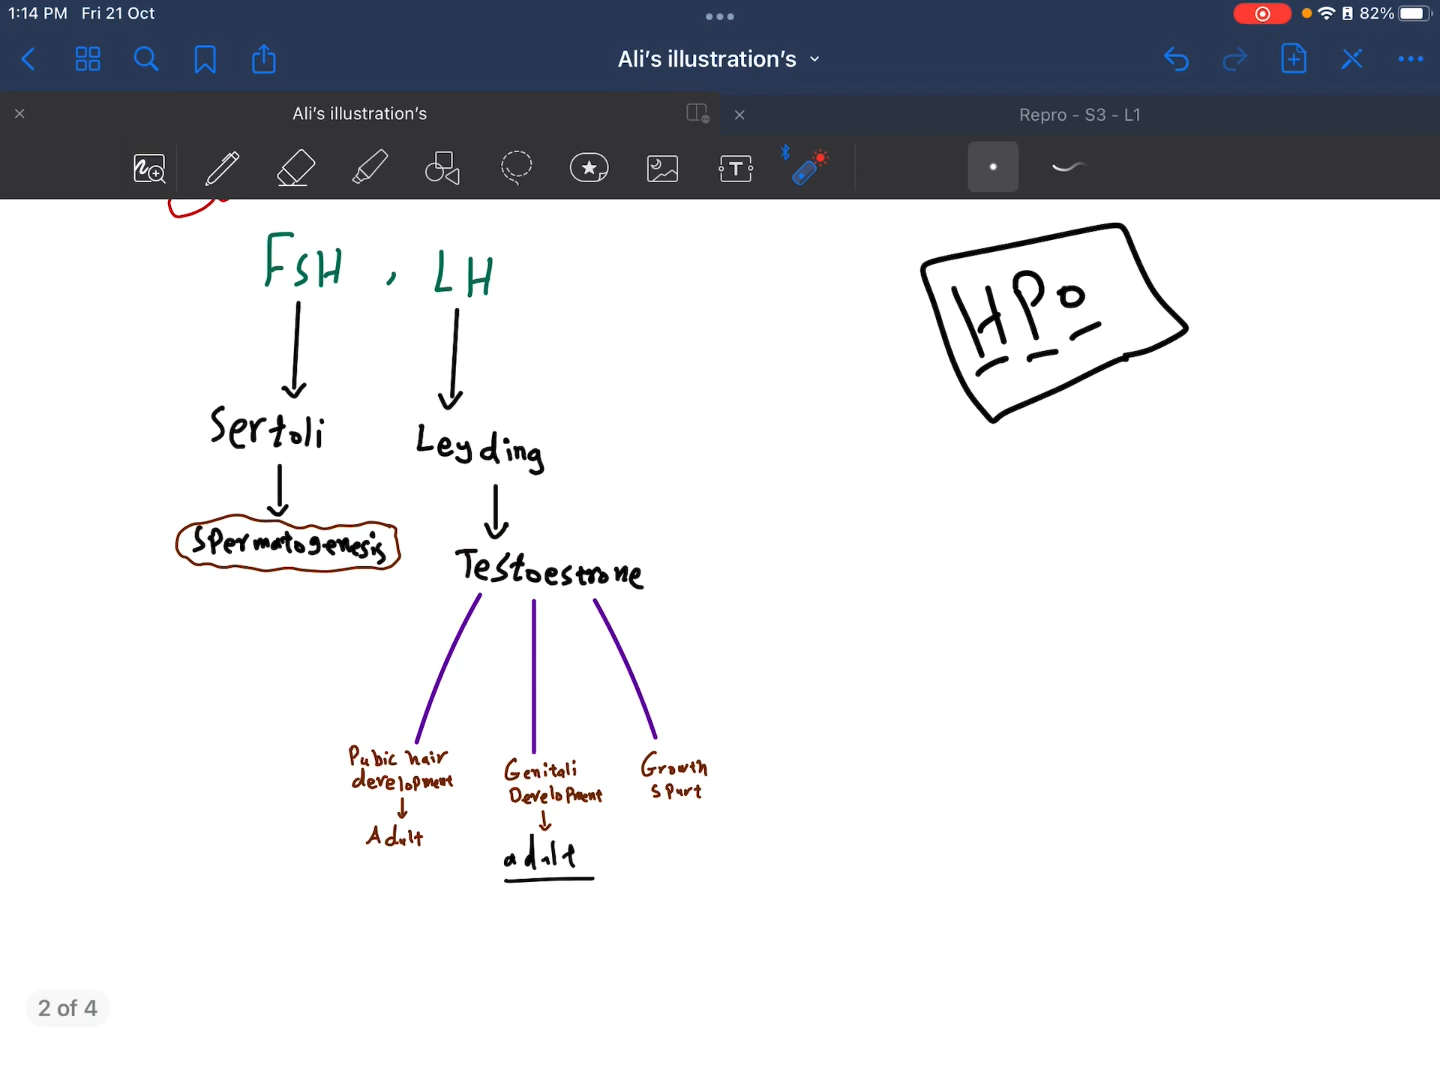 1:14 PM Fri 21 Oct
82%
Ali's illustration's
Ali's illustration's
Repro - S3 - L1
T
FSH , LH
HPO
Sertoli
Leyding
Spermatogenesis
Testoestrone
Pubic hair
development
Adult
Genitali
Development
adult
Growth
spurt
2 of 4